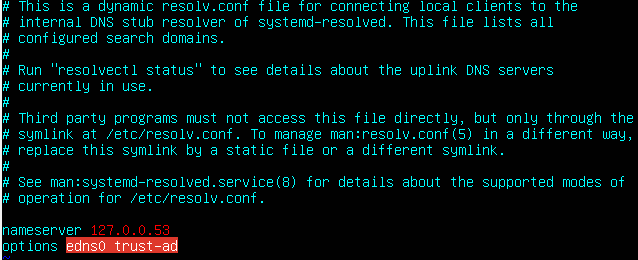 # This is a dynamic resolv.conf file for connecting local clients to the
# internal DNS stub resolver of systemd-resolved. This file lists all
# configured search domains.
#
# Run "resolvectl status" to see details about the uplink DNS servers
# currently in use.
#
# Third party programs must not access this file directly, but only through the
# symlink at /etc/resolv.conf. To manage man:resolv.conf(5) in a different way,
# replace this symlink by a static file or a different symlink.
#
# See man:systemd-resolved.service(8) for details about the supported modes of
# operation for /etc/resolv.conf.
nameserver 127.0.0.53
options edns0 trust-ad